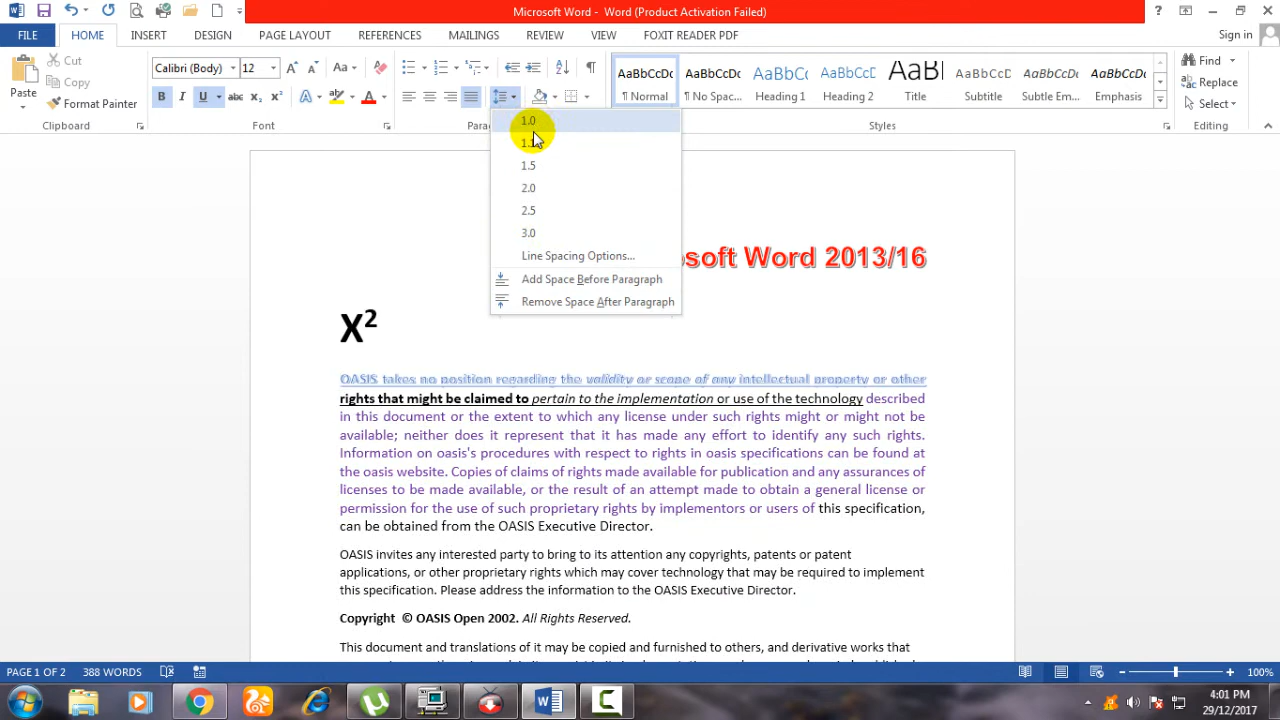 Microsoft Word - Word (Product Activation Failed)
Sign in
FILE HOME INSERT DESIGN PAGE LAYOUT REFERENCES MAILINGS REVIEW VIEW FOXIT READER PDF
Paste
Cut
Copy
Format Painter
Clipboard
Calibri (Body) 12
Font
AaBbCcDc AaBbCcDc AaBbCc AaBbCcD AaBbCcD AaBbCcDc AaBbCcDc
¶ Normal ¶ No Spac... Heading 1 Heading 2 Title Subtitle Subtle Em... Emphasis
Styles
Find
Replace
Select
Editing
1.0
1.5
2.0
2.5
3.0
Line Spacing Options...
Add Space Before Paragraph
Remove Space After Paragraph
Word 2013/16
X²
OASIS takes no position regarding the validity or scope of any intellectual property or other
rights that might be claimed to pertain to the implementation or use of the technology described
in this document or the extent to which any license under such rights might or might not be
available; neither does it represent that it has made any effort to identify any such rights.
Information on oasis's procedures with respect to rights in oasis specifications can be found at
the oasis website. Copies of claims of rights made available for publication and any assurances of
licenses to be made available, or the result of an attempt made to obtain a general license or
permission for the use of such proprietary rights by implementors or users of this specification,
can be obtained from the OASIS Executive Director.
OASIS invites any interested party to bring to its attention any copyrights, patents or patent
applications, or other proprietary rights which may cover technology that may be required to implement
this specification. Please address the information to the OASIS Executive Director.
Copyright © OASIS Open 2002. All Rights Reserved.
This document and translations of it may be copied and furnished to others, and derivative works that
PAGE 1 OF 2 388 WORDS
100%
4:01 PM
29/12/2017